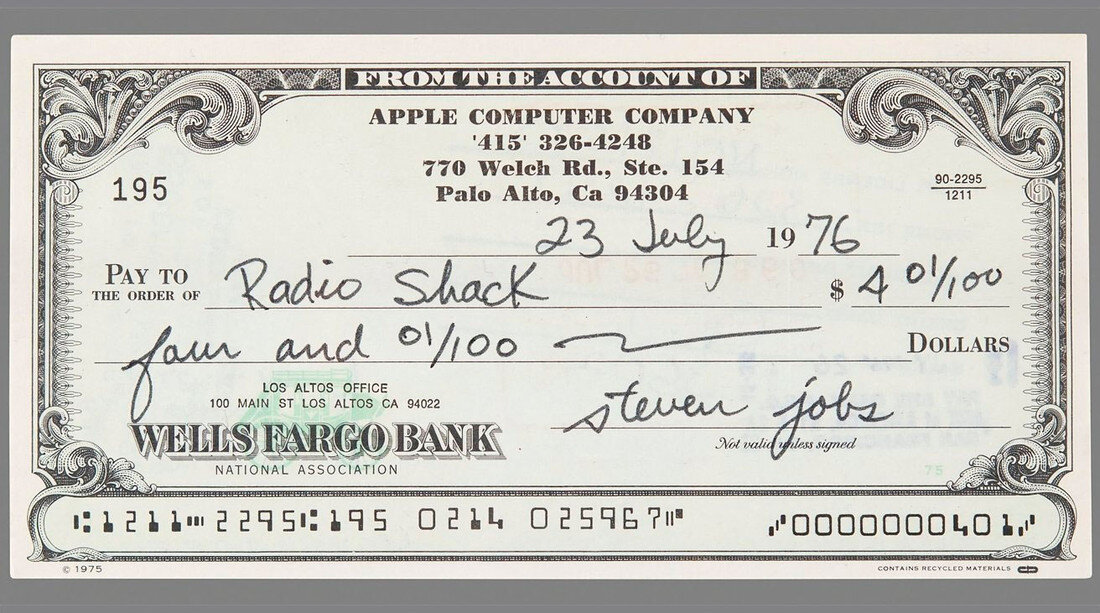 FROM THE ACCOUNT OF
APPLE COMPUTER COMPANY
'415' 326-4248
770 Welch Rd., Ste. 154
Palo Alto, Ca 94304
195
90-2295
1211
23 July 1976
PAY TO
THE ORDER OF Radio Shack $ 4 01/100
four and 01/100 DOLLARS
LOS ALTOS OFFICE
100 MAIN ST LOS ALTOS CA 94022
WELLS FARGO BANK
NATIONAL ASSOCIATION
steven jobs
Not valid unless signed
75
⑆1211⑉2295⑆195 0214 025967⑈ ⑇0000000401⑇
© 1975
CONTAINS RECYCLED MATERIALS